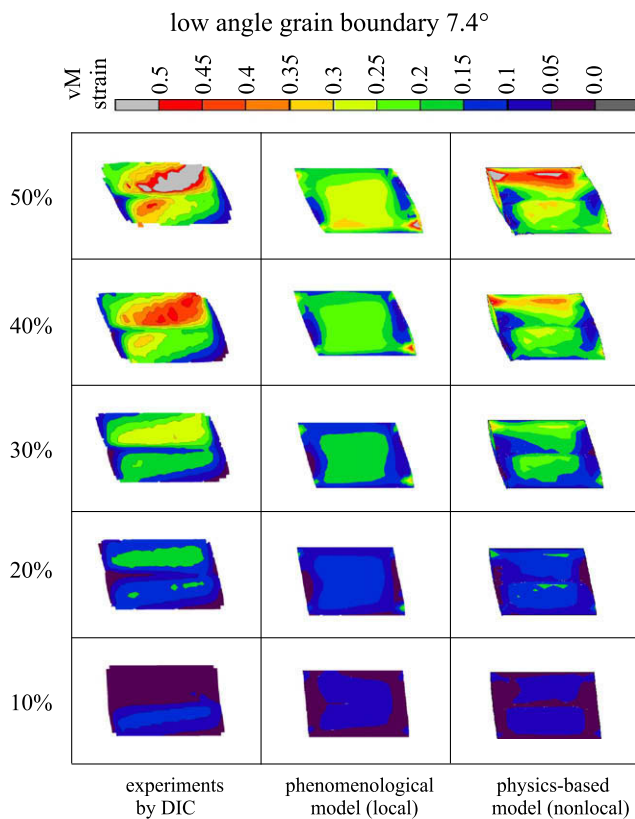 low angle grain boundary 7.4°
vM
strain
0.5
0.45
0.4
0.35
0.3
0.25
0.2
0.15
0.1
0.05
0.0
50%
40%
30%
20%
10%
experiments
by DIC
phenomenological
model (local)
physics-based
model (nonlocal)